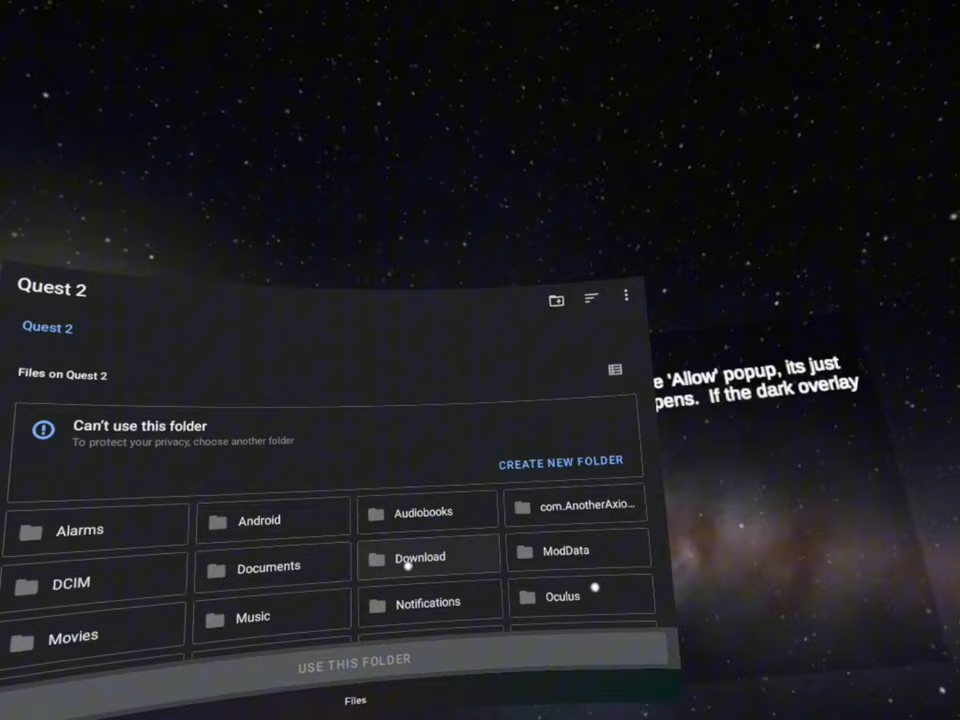 Quest 2
Quest 2
Files on Quest 2
'Allow' popup, its just
If the dark overlay
Can't use this folder
To protect your privacy, choose another folder
CREATE NEW FOLDER
Alarms
Android
Audiobooks
com.AnotherAxio...
DCIM
Documents
Download
ModData
Movies
Music
Notifications
Oculus
USE THIS FOLDER
Files